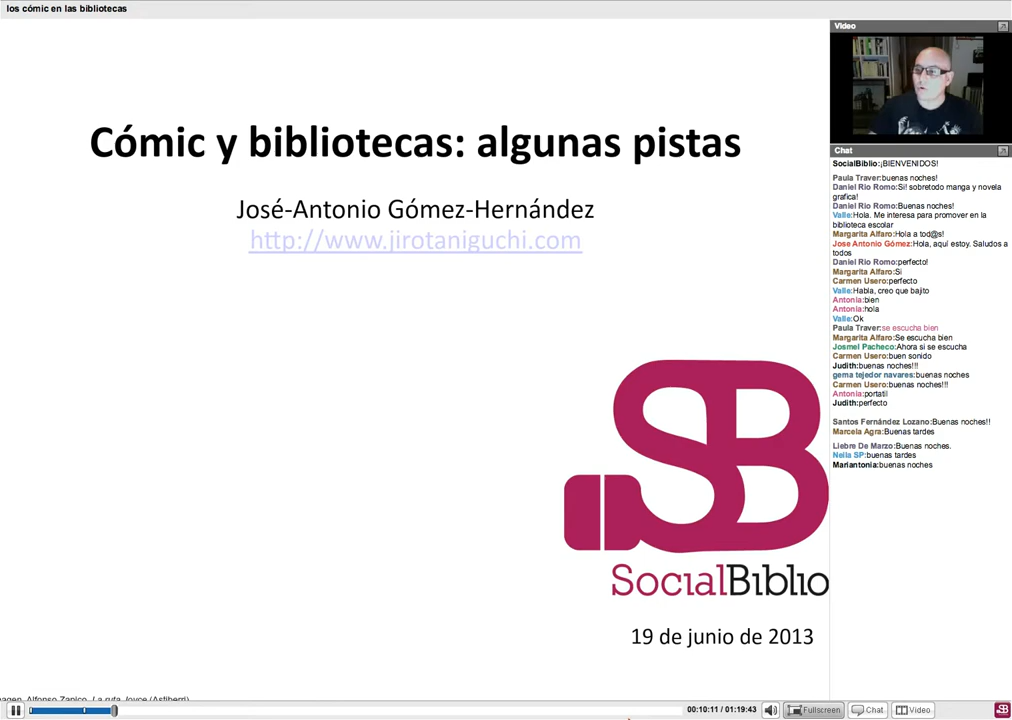 los cómic en las bibliotecas
Cómic y bibliotecas: algunas pistas
José-Antonio Gómez-Hernández
http://www.jirotaniguchi.com
SocialBiblio
19 de junio de 2013
Alfonso Zapico, La ruta Joyce (Astiberri)
Video
Chat
SocialBiblio:¡BIENVENIDOS!
Paula Traver:buenas noches!
Daniel Rio Romo:Si! sobretodo manga y novela
grafica!
Daniel Rio Romo:Buenas noches!
Valle:Hola. Me interesa para promover en la
biblioteca escolar
Margarita Alfaro:Hola a tod@s!
Jose Antonio Gómez:Hola, aquí estoy. Saludos a
todos
Daniel Rio Romo:perfecto!
Margarita Alfaro:Si
Carmen Usero:perfecto
Valle:Habla, creo que bajito
Antonia:bien
Antonia:hola
Valle:Ok
Paula Traver:se escucha bien
Margarita Alfaro:Se escucha bien
Josmel Pacheco:Ahora si se escucha
Carmen Usero:buen sonido
Judith:buenas noches!!!
gema tejedor navares:buenas noches
Carmen Usero:buenas noches!!!
Antonia:portatil
Judith:perfecto
Santos Fernández Lozano:Buenas noches!!
Marcela Agra:Buenas tardes
Llebre De Marzo:Buenas noches.
Nella SP:buenas tardes
Mariantonia:buenas noches
00:10:11 / 01:19:43
Fullscreen
Chat
Video
SB